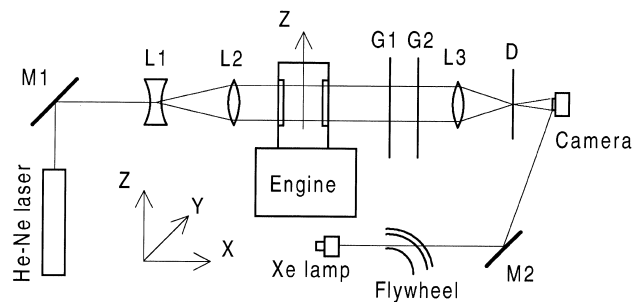 Z
G1 G2
L1
L2
L3
D
M1
Camera
He-Ne laser
Engine
Z
Y
X
Xe lamp
Flywheel
M2